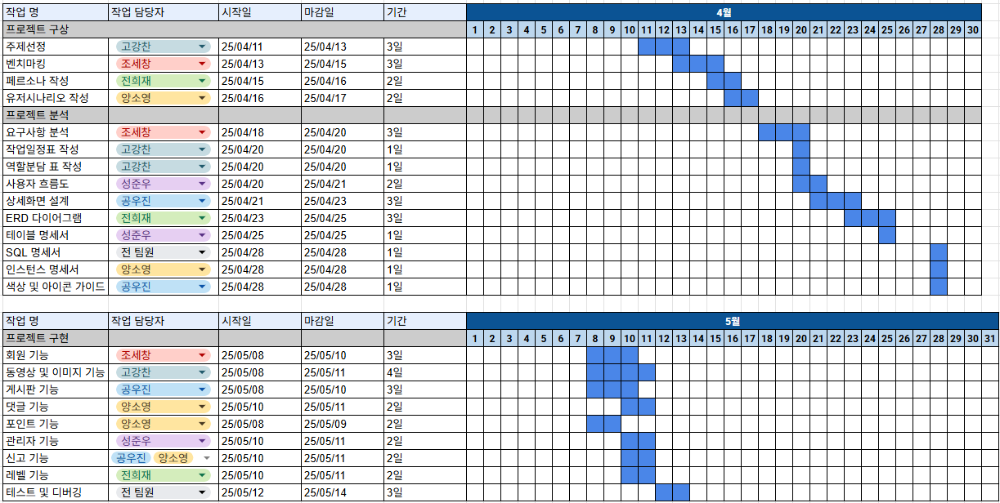 작업 명 작업 담당자 시작일 마감일 기간 4월
프로젝트 구상 1 2 3 4 5 6 7 8 9 10 11 12 13 14 15 16 17 18 19 20 21 22 23 24 25 26 27 28 29 30
주제선정 고강찬 25/04/11 25/04/13 3일
벤치마킹 조세창 25/04/13 25/04/15 3일
페르소나 작성 전희재 25/04/15 25/04/16 2일
유저시나리오 작성 양소영 25/04/16 25/04/17 2일
프로젝트 분석
요구사항 분석 조세창 25/04/18 25/04/20 3일
작업일정표 작성 고강찬 25/04/20 25/04/20 1일
역할분담 표 작성 고강찬 25/04/20 25/04/20 1일
사용자 흐름도 성준우 25/04/20 25/04/21 2일
상세화면 설계 공우진 25/04/21 25/04/23 3일
ERD 다이어그램 전희재 25/04/23 25/04/25 3일
테이블 명세서 성준우 25/04/25 25/04/25 1일
SQL 명세서 전 팀원 25/04/28 25/04/28 1일
인스턴스 명세서 양소영 25/04/28 25/04/28 1일
색상 및 아이콘 가이드 공우진 25/04/28 25/04/28 1일
작업 명 작업 담당자 시작일 마감일 기간 5월
프로젝트 구현 1 2 3 4 5 6 7 8 9 10 11 12 13 14 15 16 17 18 19 20 21 22 23 24 25 26 27 28 29 30 31
회원 기능 조세창 25/05/08 25/05/10 3일
동영상 및 이미지 기능 고강찬 25/05/08 25/05/11 4일
게시판 기능 공우진 25/05/08 25/05/10 3일
댓글 기능 양소영 25/05/10 25/05/11 2일
포인트 기능 양소영 25/05/08 25/05/09 2일
관리자 기능 성준우 25/05/10 25/05/11 2일
신고 기능 공우진 양소영 25/05/10 25/05/11 2일
레벨 기능 전희재 25/05/10 25/05/11 2일
테스트 및 디버깅 전 팀원 25/05/12 25/05/14 3일